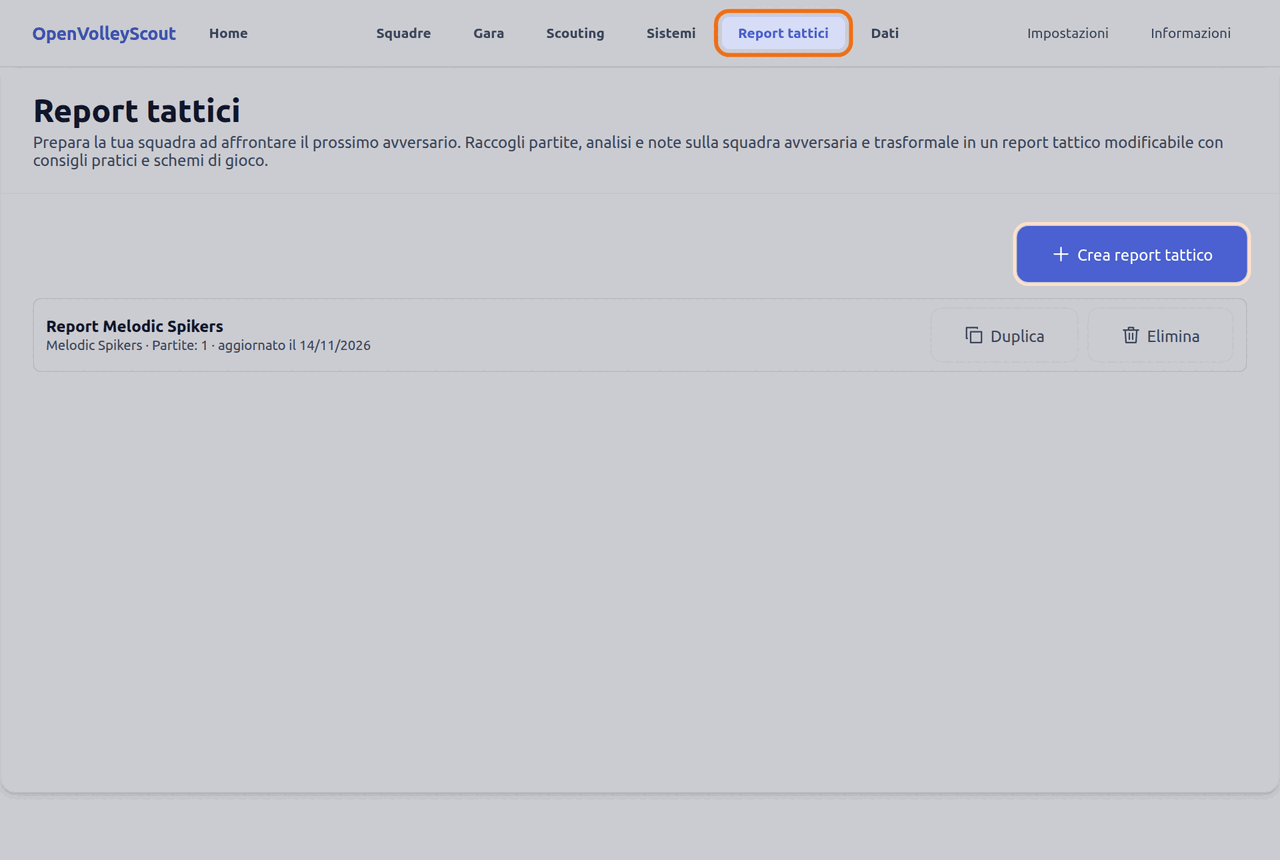 OpenVolleyScout Home Squadre Gara Scouting Sistemi Report tattici Dati Impostazioni Informazioni
Report tattici
Prepara la tua squadra ad affrontare il prossimo avversario. Raccogli partite, analisi e note sulla squadra avversaria e trasformale in un report tattico modificabile con
consigli pratici e schemi di gioco.
Crea report tattico
Report Melodic Spikers
Melodic Spikers · Partite: 1 · aggiornato il 14/11/2026
Duplica
Elimina